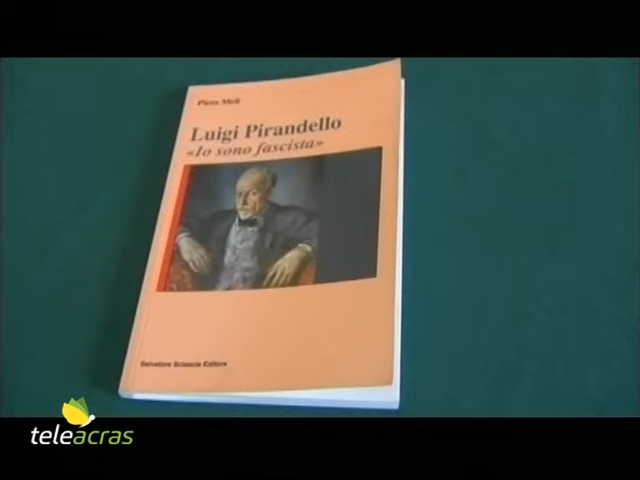 Piero Meli
Luigi Pirandello
«Io sono fascista»
Salvatore Sciascia Editore
teleacras